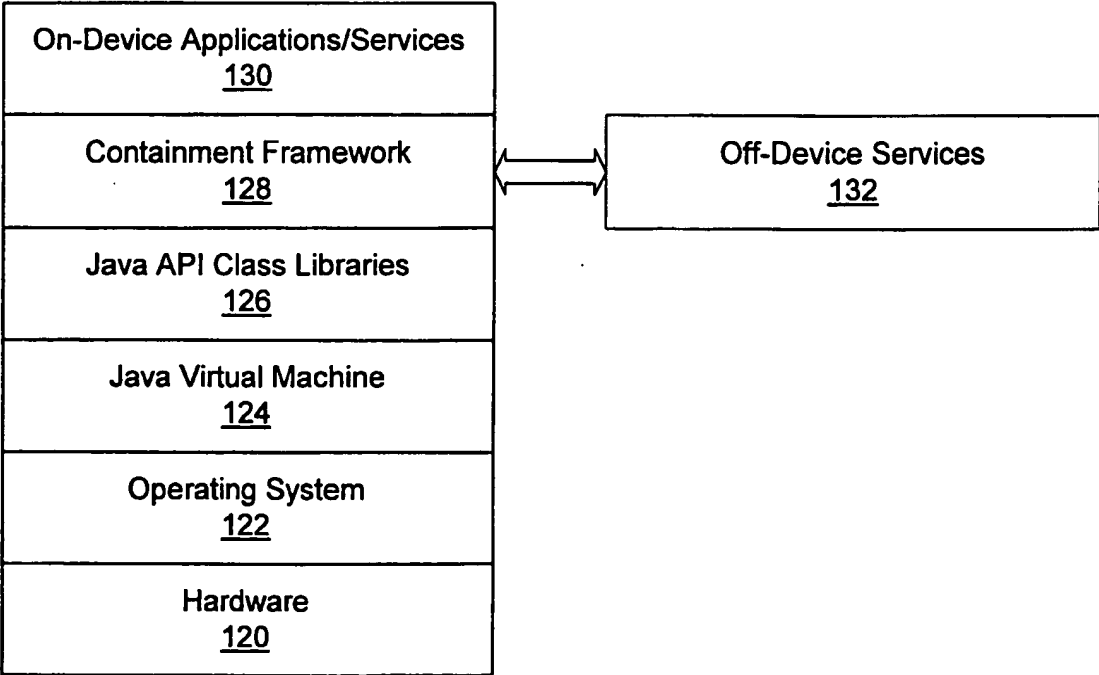 On-Device Applications/Services
130
Containment Framework
128
Off-Device Services
132
Java API Class Libraries
126
Java Virtual Machine
124
Operating System
122
Hardware
120